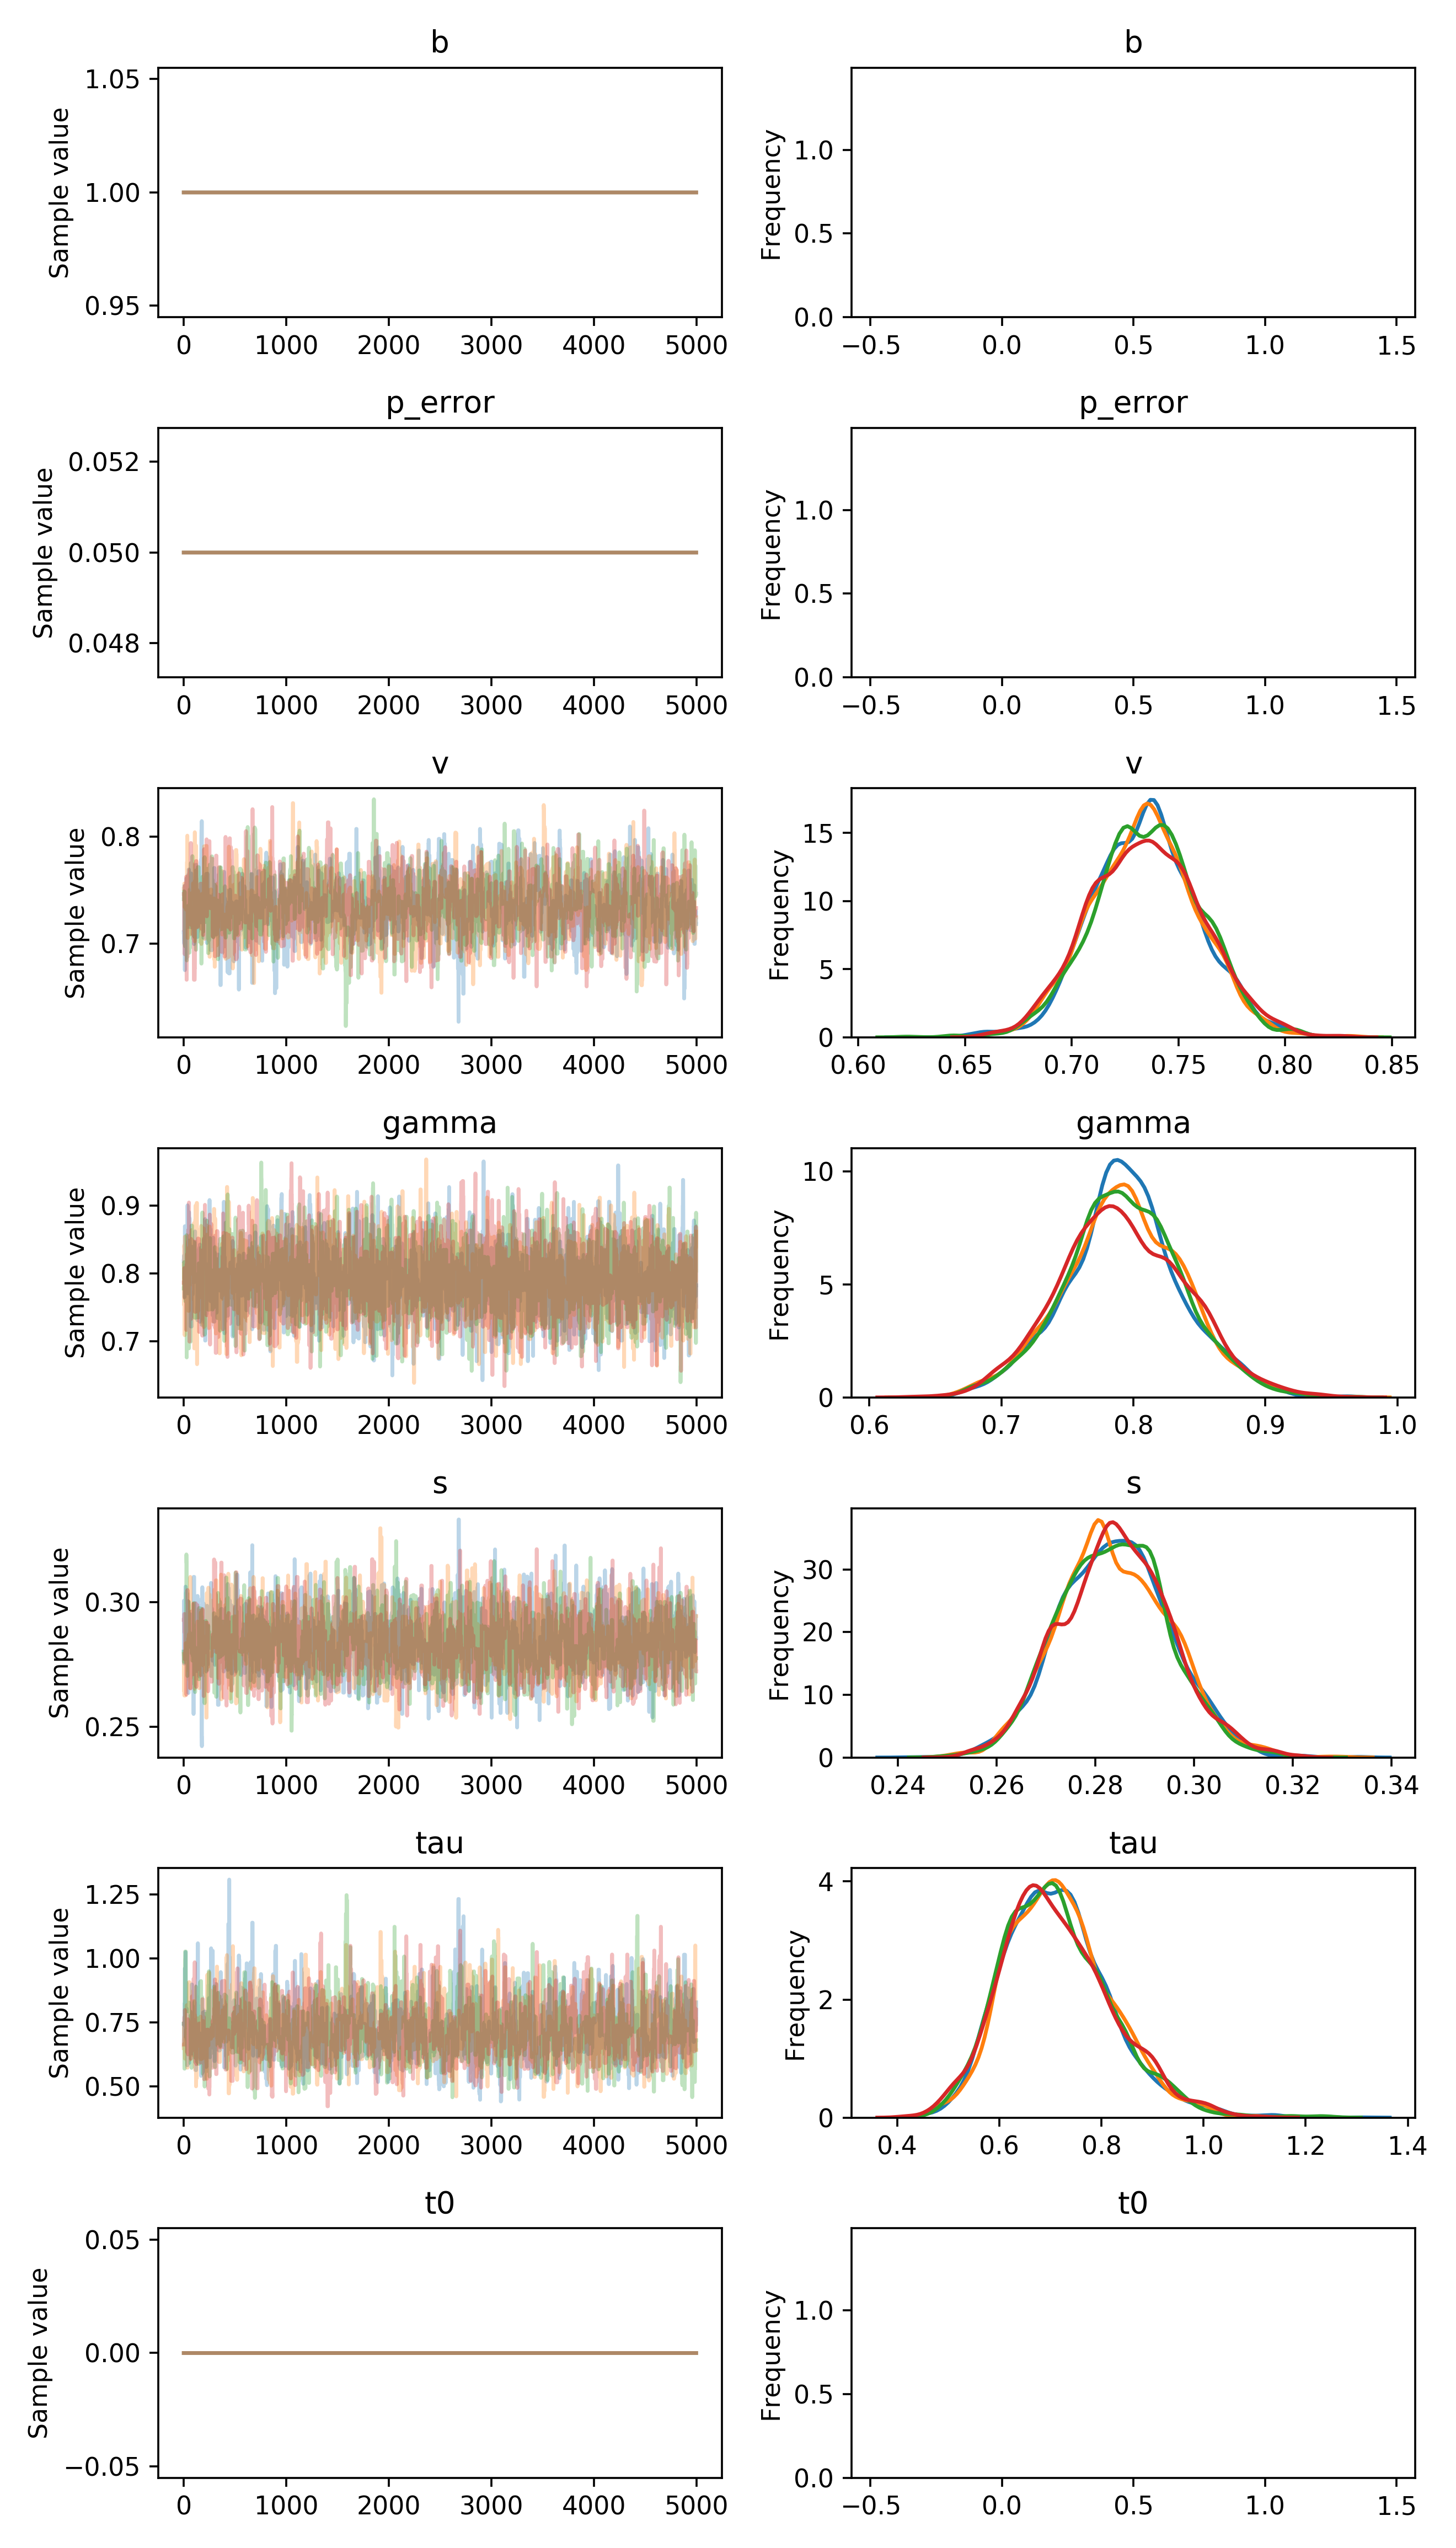 b
b
Sample value
1.05
1.00
0.95
0 1000 2000 3000 4000 5000
Frequency
1.0
0.5
0.0
−0.5 0.0 0.5 1.0 1.5
p_error
p_error
Sample value
0.052
0.050
0.048
0 1000 2000 3000 4000 5000
Frequency
1.0
0.5
0.0
−0.5 0.0 0.5 1.0 1.5
v
v
Sample value
0.8
0.7
0 1000 2000 3000 4000 5000
Frequency
15
10
5
0
0.60 0.65 0.70 0.75 0.80 0.85
gamma
gamma
Sample value
0.9
0.8
0.7
0 1000 2000 3000 4000 5000
Frequency
10
5
0
0.6 0.7 0.8 0.9 1.0
s
s
Sample value
0.30
0.25
0 1000 2000 3000 4000 5000
Frequency
30
20
10
0
0.24 0.26 0.28 0.30 0.32 0.34
tau
tau
Sample value
1.25
1.00
0.75
0.50
0 1000 2000 3000 4000 5000
Frequency
4
2
0
0.4 0.6 0.8 1.0 1.2 1.4
t0
t0
Sample value
0.05
0.00
−0.05
0 1000 2000 3000 4000 5000
Frequency
1.0
0.5
0.0
−0.5 0.0 0.5 1.0 1.5